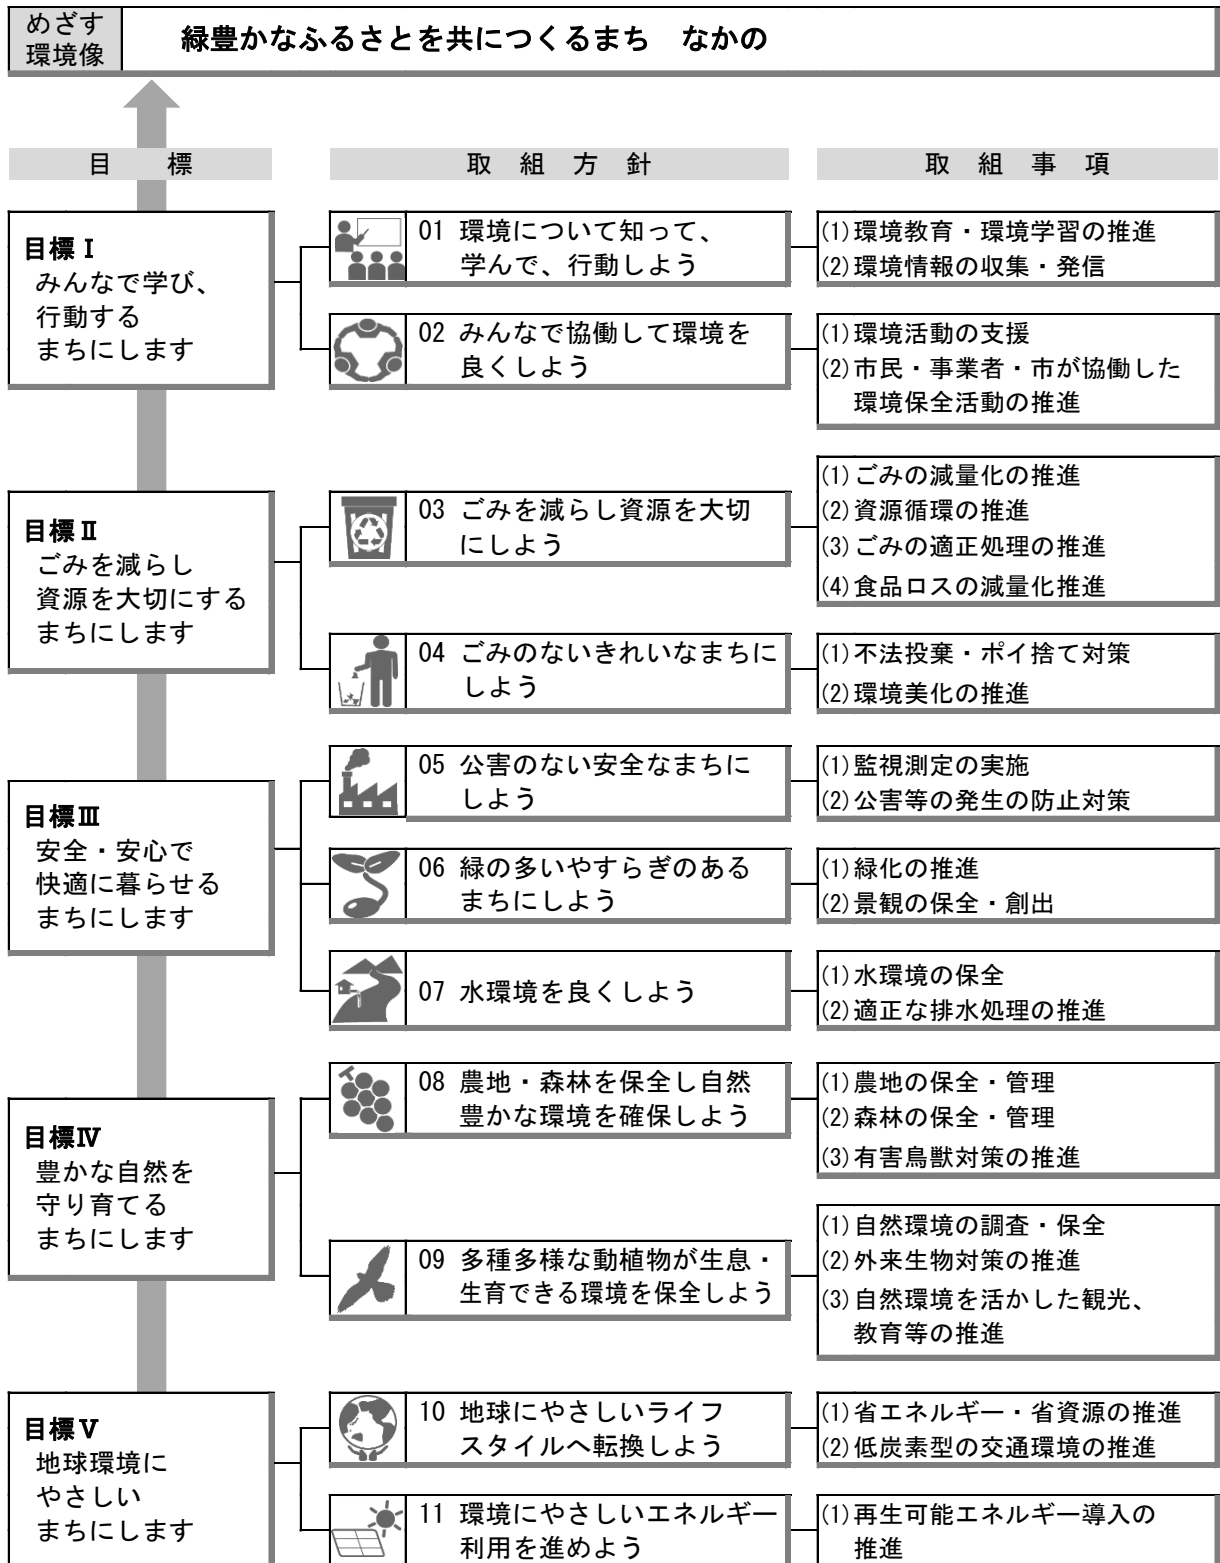 めざす
環境像
緑豊かなふるさとを共につくるまち　なかの
目　標
取　組　方　針
取　組　事　項
目標Ⅰ
みんなで学び、
行動する
まちにします
01 環境について知って、
学んで、行動しよう
(1)環境教育・環境学習の推進
(2)環境情報の収集・発信
02 みんなで協働して環境を
良くしよう
(1)環境活動の支援
(2)市民・事業者・市が協働した
環境保全活動の推進
目標Ⅱ
ごみを減らし
資源を大切にする
まちにします
03 ごみを減らし資源を大切
にしよう
(1)ごみの減量化の推進
(2)資源循環の推進
(3)ごみの適正処理の推進
(4)食品ロスの減量化推進
04 ごみのないきれいなまちに
しよう
(1)不法投棄・ポイ捨て対策
(2)環境美化の推進
目標Ⅲ
安全・安心で
快適に暮らせる
まちにします
05 公害のない安全なまちに
しよう
(1)監視測定の実施
(2)公害等の発生の防止対策
06 緑の多いやすらぎのある
まちにしよう
(1)緑化の推進
(2)景観の保全・創出
07 水環境を良くしよう
(1)水環境の保全
(2)適正な排水処理の推進
目標Ⅳ
豊かな自然を
守り育てる
まちにします
08 農地・森林を保全し自然
豊かな環境を確保しよう
(1)農地の保全・管理
(2)森林の保全・管理
(3)有害鳥獣対策の推進
09 多種多様な動植物が生息・
生育できる環境を保全しよう
(1)自然環境の調査・保全
(2)外来生物対策の推進
(3)自然環境を活かした観光、
教育等の推進
目標Ⅴ
地球環境に
やさしい
まちにします
10 地球にやさしいライフ
スタイルへ転換しよう
(1)省エネルギー・省資源の推進
(2)低炭素型の交通環境の推進
11 環境にやさしいエネルギー
利用を進めよう
(1)再生可能エネルギー導入の
推進